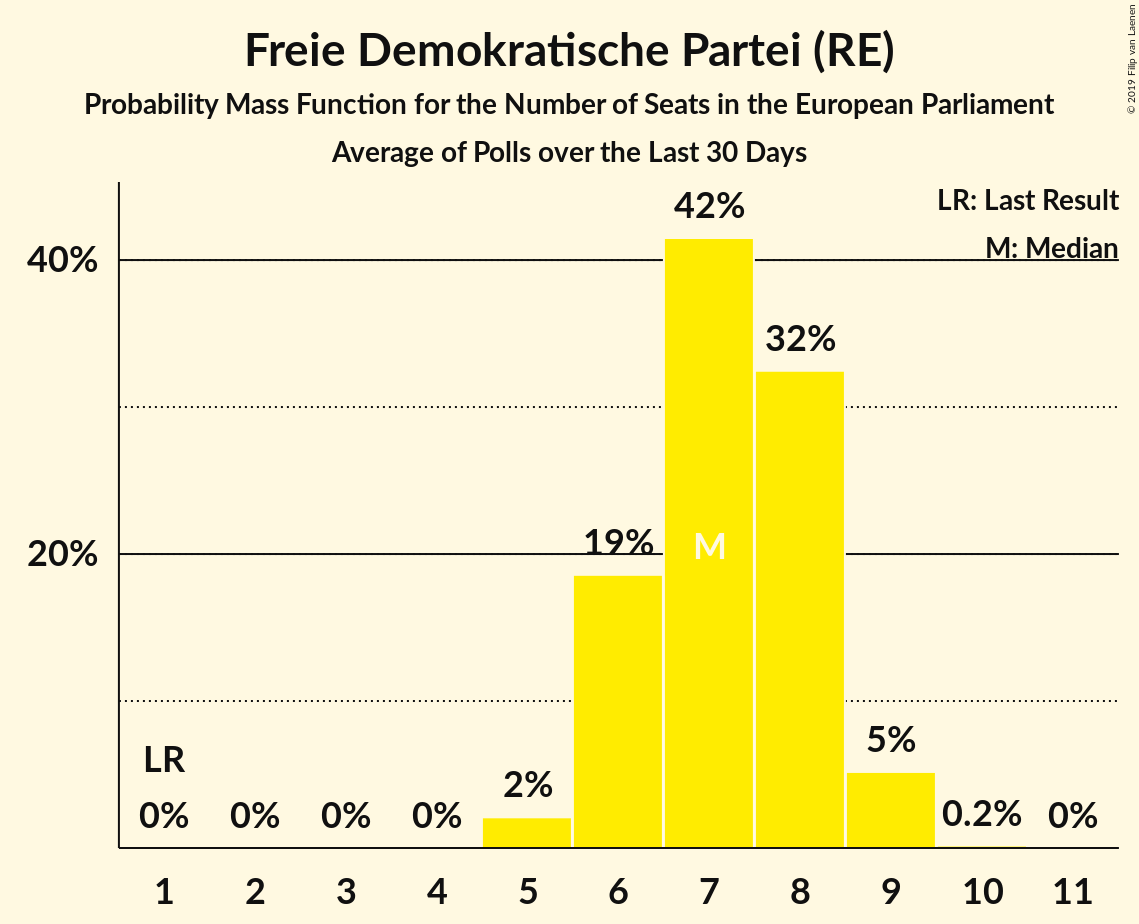 Freie Demokratische Partei (RE)
Probability Mass Function for the Number of Seats in the European Parliament
Average of Polls over the Last 30 Days
© 2019 Filip van Laenen
LR: Last Result
M: Median
42%
40%
32%
19%
M
20%
LR
5%
2%
0% 0% 0% 0% 0.2% 0%
1 2 3 4 5 6 7 8 9 10 11